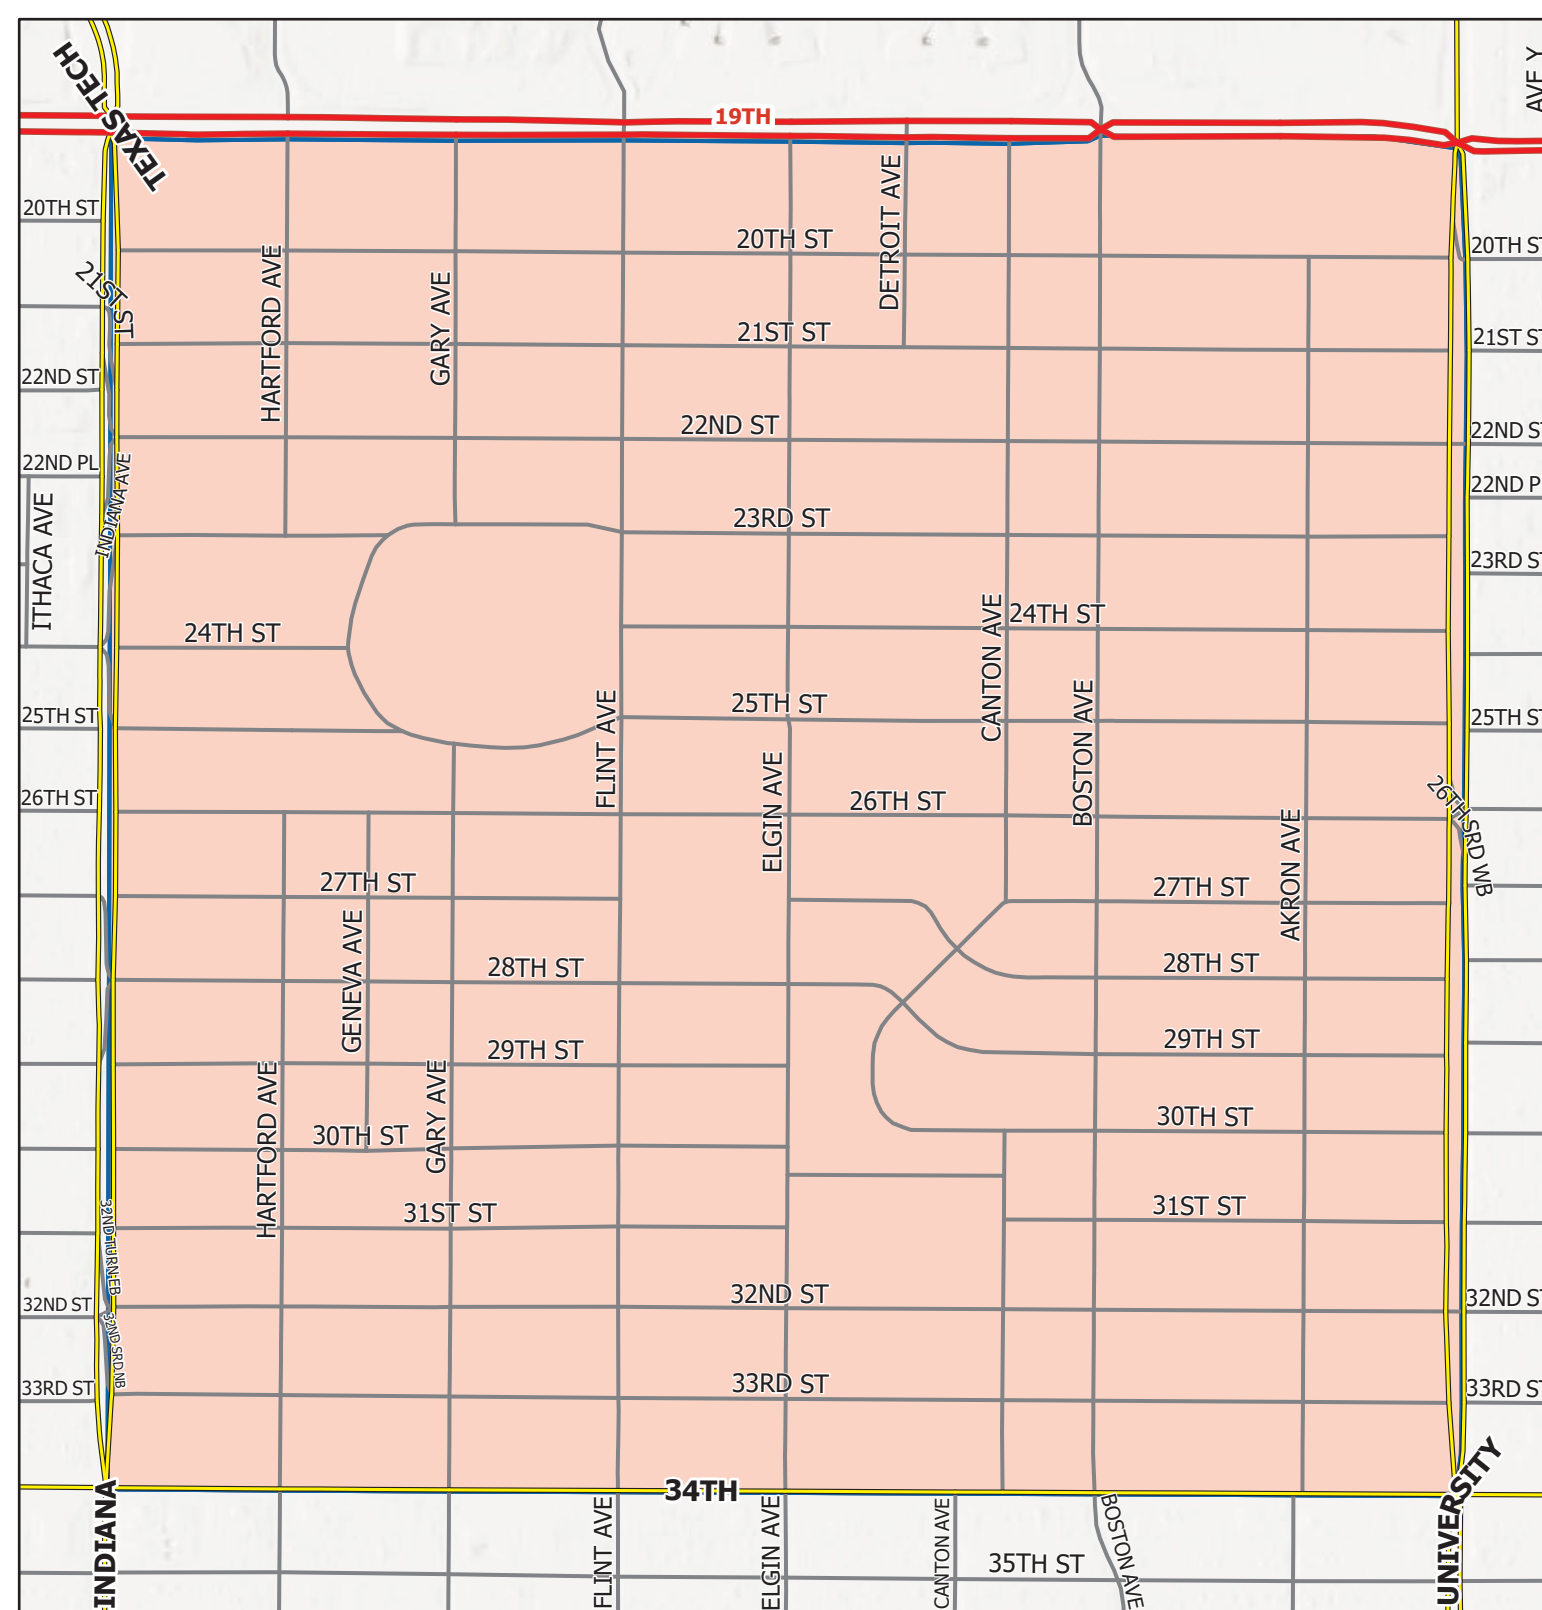 TEXAS TECH
TEXAS
AVE Y
19TH
20TH ST
20TH ST
DETROIT AVE
20TH ST
21ST ST
HARTFORD AVE
GARY AVE
21ST ST
21ST ST
22ND ST
22ND ST
22ND ST
22ND PL
INDIANA AVE
22ND P
ITHACA AVE
23RD ST
23RD ST
24TH ST
CANTON AVE
24TH ST
25TH ST
FLINT AVE
25TH ST
BOSTON AVE
25TH ST
26TH ST
ELGIN AVE
26TH ST
AKRON AVE
26TH SRD WB
27TH ST
27TH ST
GENEVA AVE
28TH ST
28TH ST
29TH ST
29TH ST
HARTFORD AVE
GARY AVE
30TH ST
30TH ST
31ST ST
31ST ST
32ND TURN EB
32ND ST
32ND ST
32ND ST
32ND SRD NB
33RD ST
33RD ST
33RD ST
34TH
INDIANA
FLINT AVE
ELGIN AVE
CANTON AVE
35TH ST
BOSTON AVE
UNIVERSITY